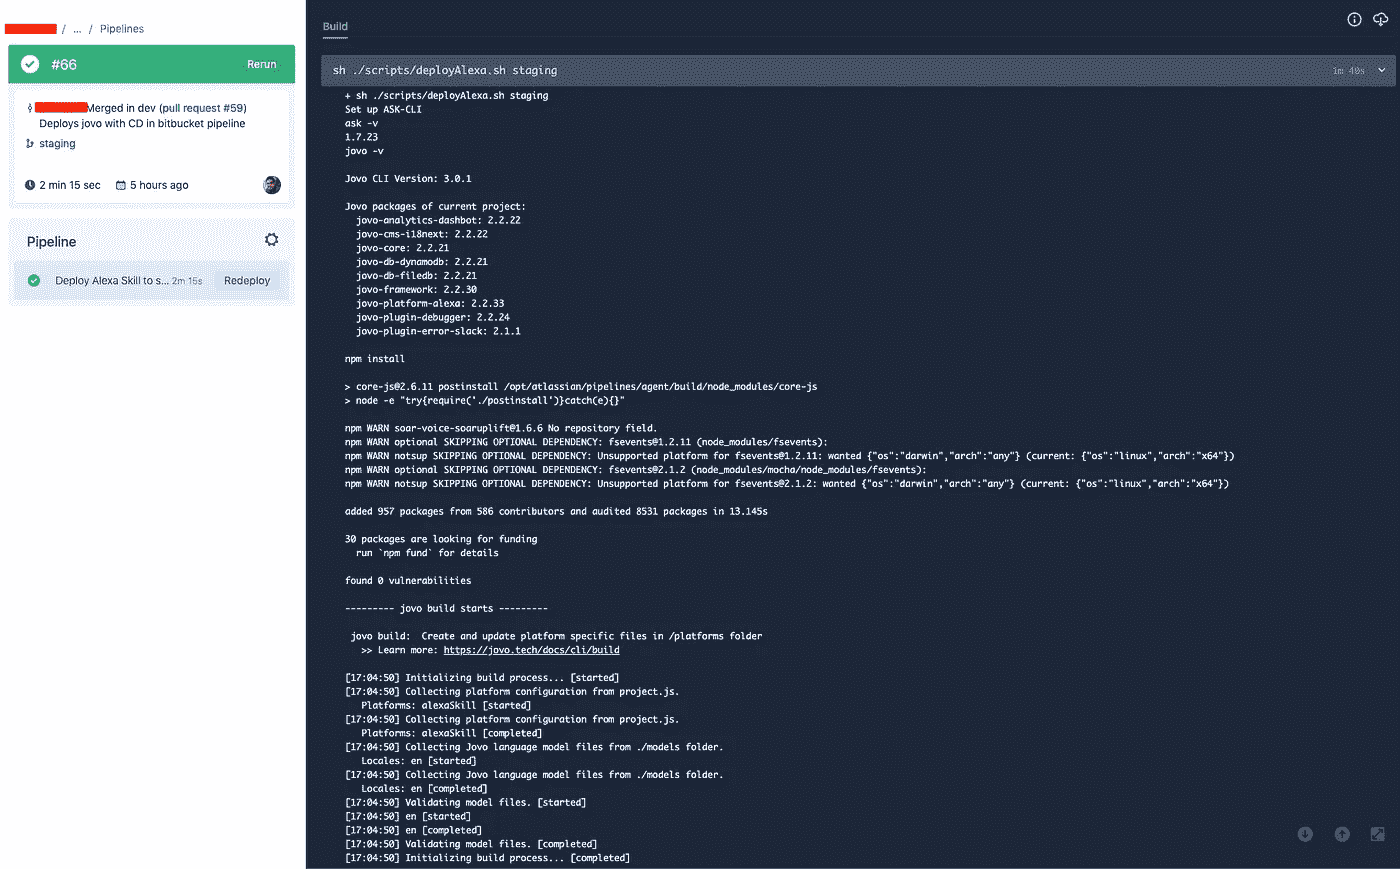 / ... / Pipelines
#66 Rerun
Merged in dev (pull request #59)
Deploys jovo with CD in bitbucket pipeline
staging
2 min 15 sec 5 hours ago
Pipeline
Deploy Alexa Skill to s... 2m 15s Redeploy
Build
sh ./scripts/deployAlexa.sh staging 1m 40s
+ sh ./scripts/deployAlexa.sh staging
Set up ASK-CLI
ask -v
1.7.23
jovo -v
Jovo CLI Version: 3.0.1
Jovo packages of current project:
jovo-analytics-dashbot: 2.2.22
jovo-cms-i18next: 2.2.22
jovo-core: 2.2.21
jovo-db-dynamodb: 2.2.21
jovo-db-filedb: 2.2.21
jovo-framework: 2.2.30
jovo-platform-alexa: 2.2.33
jovo-plugin-debugger: 2.2.24
jovo-plugin-error-slack: 2.1.1
npm install
> core-js@2.6.11 postinstall /opt/atlassian/pipelines/agent/build/node_modules/core-js
> node -e "try{require('./postinstall')}catch(e){}"
npm WARN soar-voice-soaruplift@1.6.6 No repository field.
npm WARN optional SKIPPING OPTIONAL DEPENDENCY: fsevents@1.2.11 (node_modules/fsevents):
npm WARN notsup SKIPPING OPTIONAL DEPENDENCY: Unsupported platform for fsevents@1.2.11: wanted {"os":"darwin","arch":"any"} (current: {"os":"linux","arch":"x64"})
npm WARN optional SKIPPING OPTIONAL DEPENDENCY: fsevents@2.1.2 (node_modules/mocha/node_modules/fsevents):
npm WARN notsup SKIPPING OPTIONAL DEPENDENCY: Unsupported platform for fsevents@2.1.2: wanted {"os":"darwin","arch":"any"} (current: {"os":"linux","arch":"x64"})
added 957 packages from 586 contributors and audited 8531 packages in 13.145s
30 packages are looking for funding
run `npm fund` for details
found 0 vulnerabilities
--------- jovo build starts ---------
jovo build:  Create and update platform specific files in /platforms folder
>> Learn more: https://jovo.tech/docs/cli/build
[17:04:50] Initializing build process... [started]
[17:04:50] Collecting platform configuration from project.js.
Platforms: alexaSkill [started]
[17:04:50] Collecting platform configuration from project.js.
Platforms: alexaSkill [completed]
[17:04:50] Collecting Jovo language model files from ./models folder.
Locales: en [started]
[17:04:50] Collecting Jovo language model files from ./models folder.
Locales: en [completed]
[17:04:50] Validating model files. [started]
[17:04:50] en [started]
[17:04:50] en [completed]
[17:04:50] Validating model files. [completed]
[17:04:50] Initializing build process... [completed]